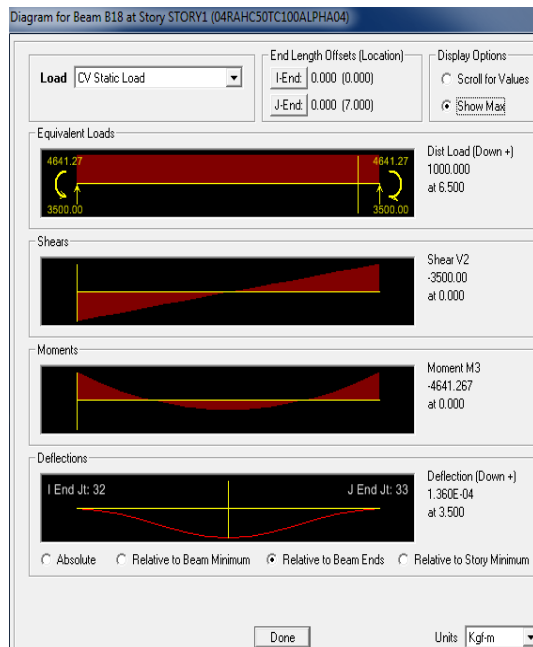 Diagram for Beam B18 at Story STORY1 (04RAHC50TC100ALPHA04)
Load CV Static Load
End Length Offsets (Location)
I-End: 0.000 (0.000)
J-End: 0.000 (7.000)
Display Options
Scroll for Values
Show Max
Equivalent Loads
4641.27 4641.27
3500.00 3500.00
Dist Load (Down +)
1000.000
at 6.500
Shears
Shear V2
-3500.00
at 0.000
Moments
Moment M3
-4641.267
at 0.000
Deflections
I End Jt: 32 J End Jt: 33
Deflection (Down +)
1.360E-04
at 3.500
Absolute Relative to Beam Minimum Relative to Beam Ends Relative to Story Minimum
Done Units Kgf-m